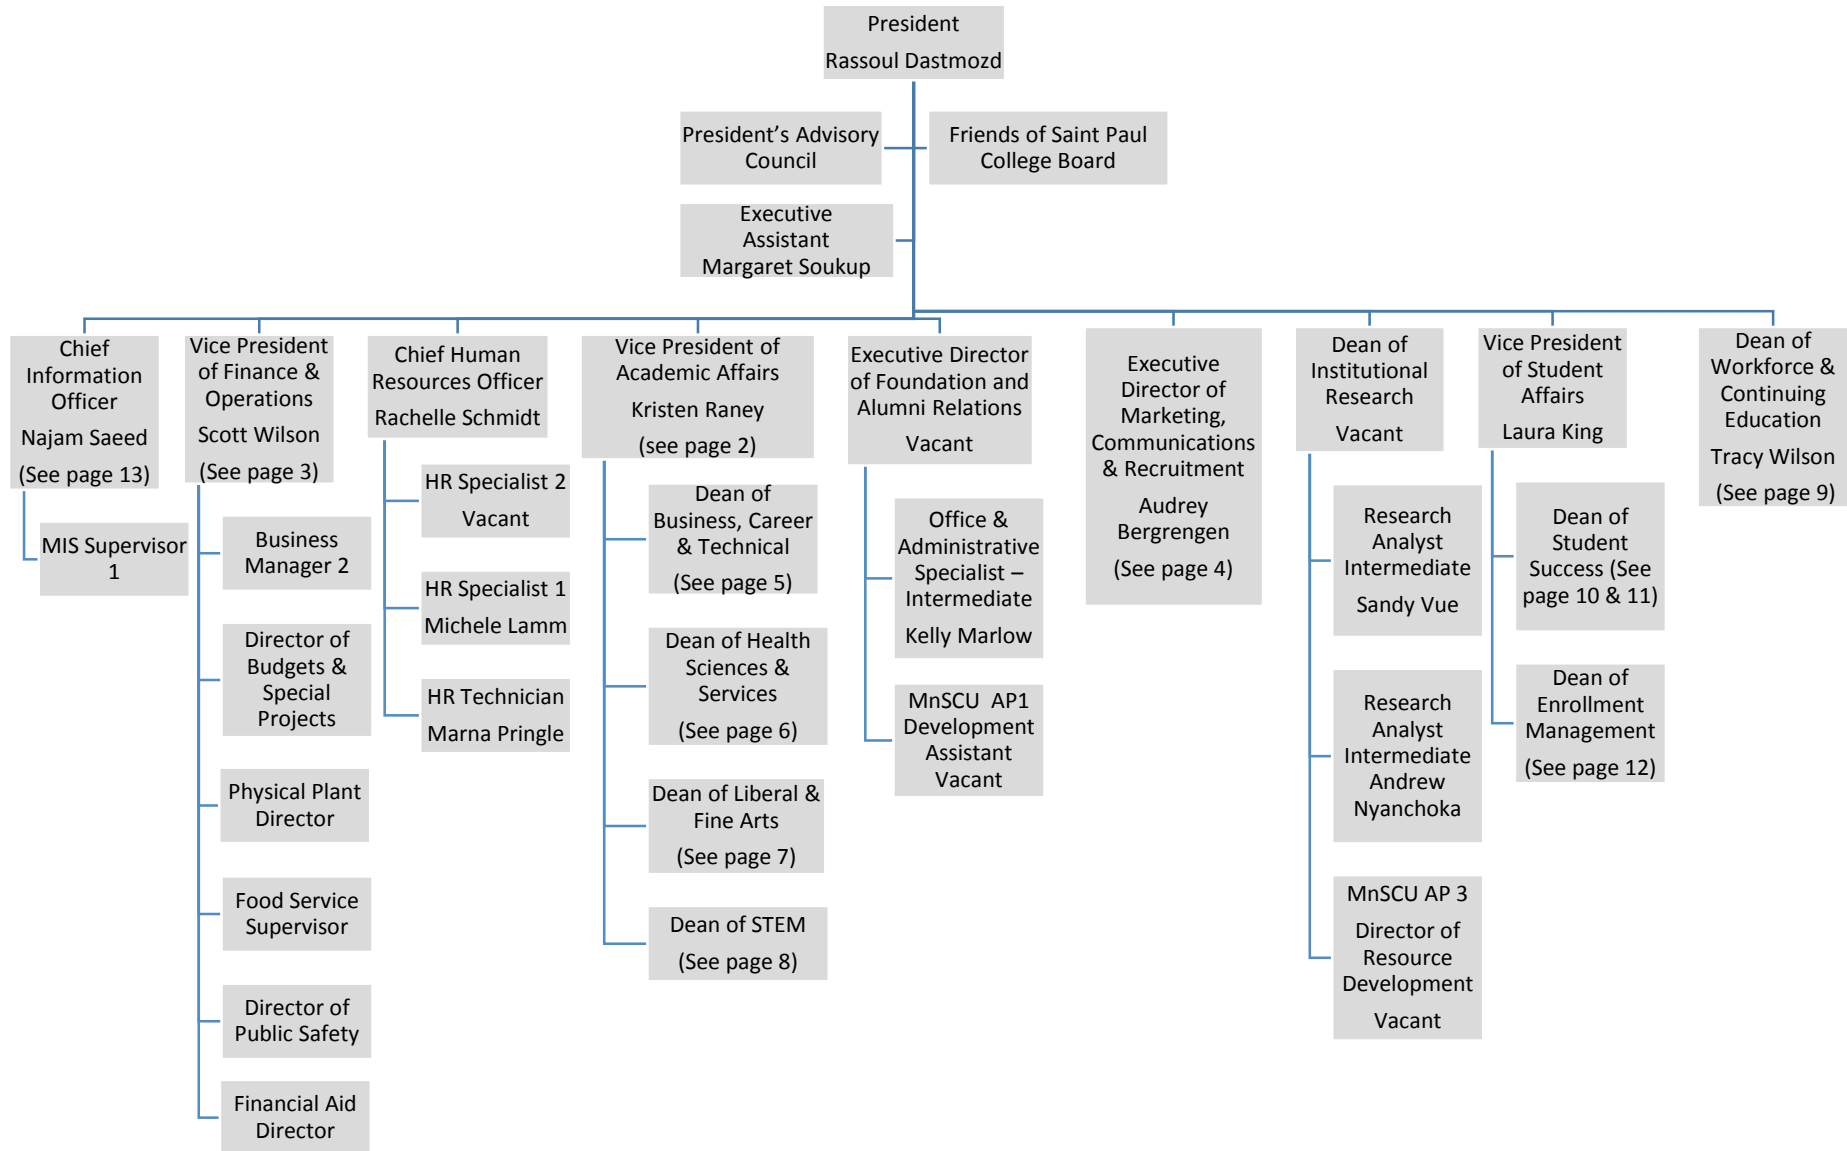 President
Rassoul Dastmozd
President’s Advisory
Council
Friends of Saint Paul
College Board
Executive
Assistant
Margaret Soukup
Chief
Information
Officer
Najam Saeed
(See page 13)
MIS Supervisor
1
Vice President
of Finance &
Operations
Scott Wilson
(See page 3)
Business
Manager 2
Director of
Budgets &
Special
Projects
Physical Plant
Director
Food Service
Supervisor
Director of
Public Safety
Financial Aid
Director
Chief Human
Resources Officer
Rachelle Schmidt
HR Specialist 2
Vacant
HR Specialist 1
Michele Lamm
HR Technician
Marna Pringle
Vice President of
Academic Affairs
Kristen Raney
(see page 2)
Dean of
Business, Career
& Technical
(See page 5)
Dean of Health
Sciences &
Services
(See page 6)
Dean of Liberal &
Fine Arts
(See page 7)
Dean of STEM
(See page 8)
Executive Director
of Foundation and
Alumni Relations
Vacant
Office &
Administrative
Specialist –
Intermediate
Kelly Marlow
MnSCU AP1
Development
Assistant
Vacant
Executive
Director of
Marketing,
Communications
& Recruitment
Audrey
Bergrengen
(See page 4)
Dean of
Institutional
Research
Vacant
Research
Analyst
Intermediate
Sandy Vue
Research
Analyst
Intermediate
Andrew
Nyanchoka
MnSCU AP 3
Director of
Resource
Development
Vacant
Vice President
of Student
Affairs
Laura King
Dean of
Student
Success (See
page 10 & 11)
Dean of
Enrollment
Management
(See page 12)
Dean of
Workforce &
Continuing
Education
Tracy Wilson
(See page 9)